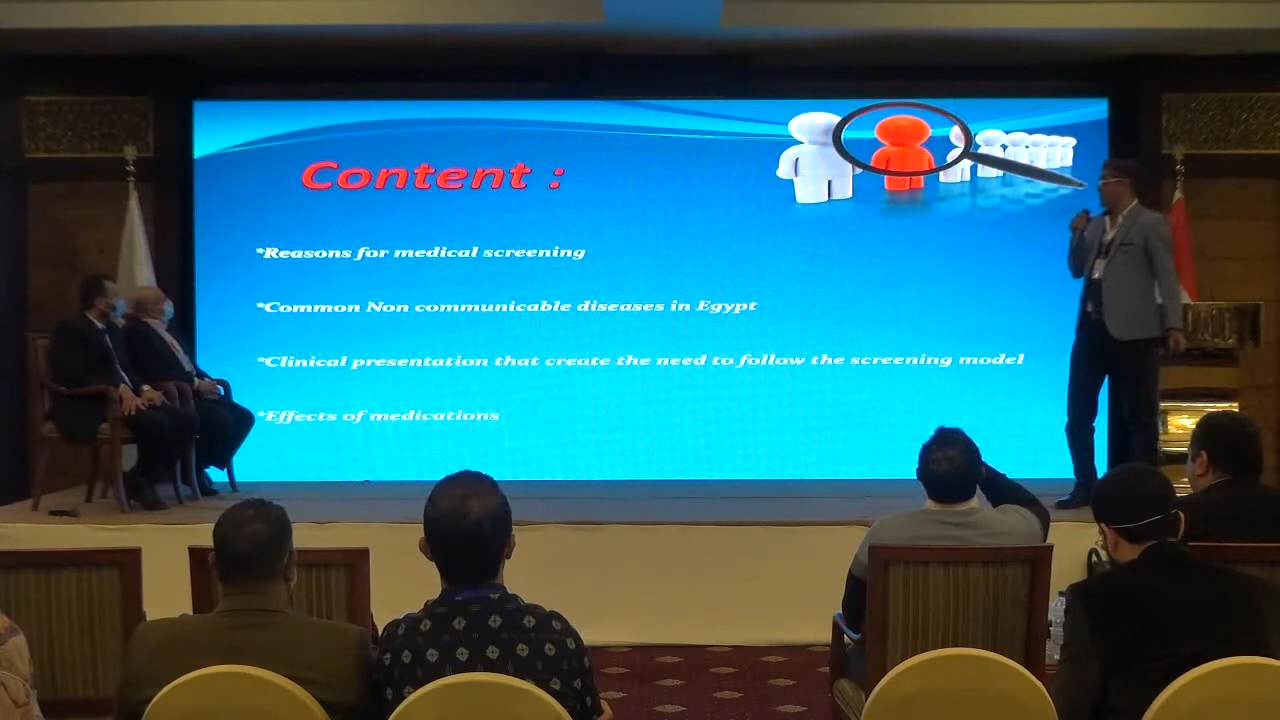 Content :
*Reasons for medical screening
*Common Non communicable diseases in Egypt
*Clinical presentation that create the need to follow the screening model
*Effects of medications